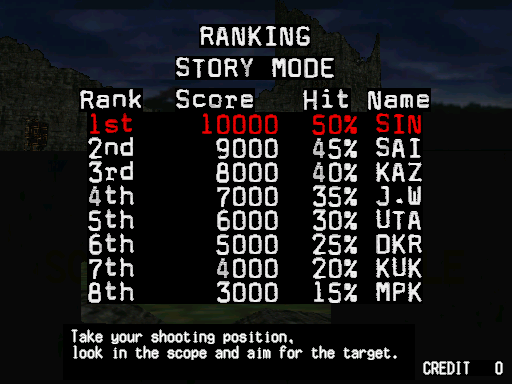 RANKING
STORY MODE
Rank Score Hit Name
1st 10000 50% SIN
2nd 9000 45% SAI
3rd 8000 40% KAZ
4th 7000 35% J.W
5th 6000 30% UTA
6th 5000 25% DKR
7th 4000 20% KUK
8th 3000 15% MPK
Take your shooting position,
look in the scope and aim for the target.
CREDIT 0